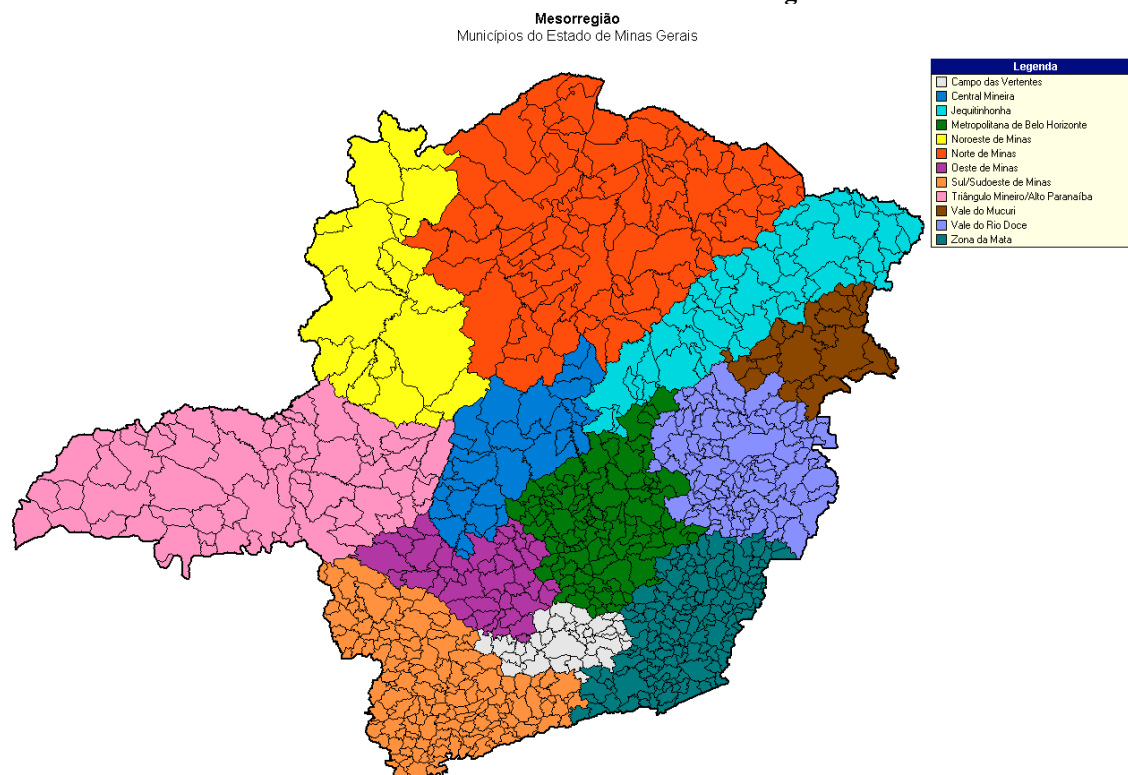 Mesorregião
Municípios do Estado de Minas Gerais
Legenda
Campo das Vertentes
Central Mineira
Jequitinhonha
Metropolitana de Belo Horizonte
Noroeste de Minas
Norte de Minas
Oeste de Minas
Sul/Sudoeste de Minas
Triângulo Mineiro/Alto Paranaíba
Vale do Mucuri
Vale do Rio Doce
Zona da Mata